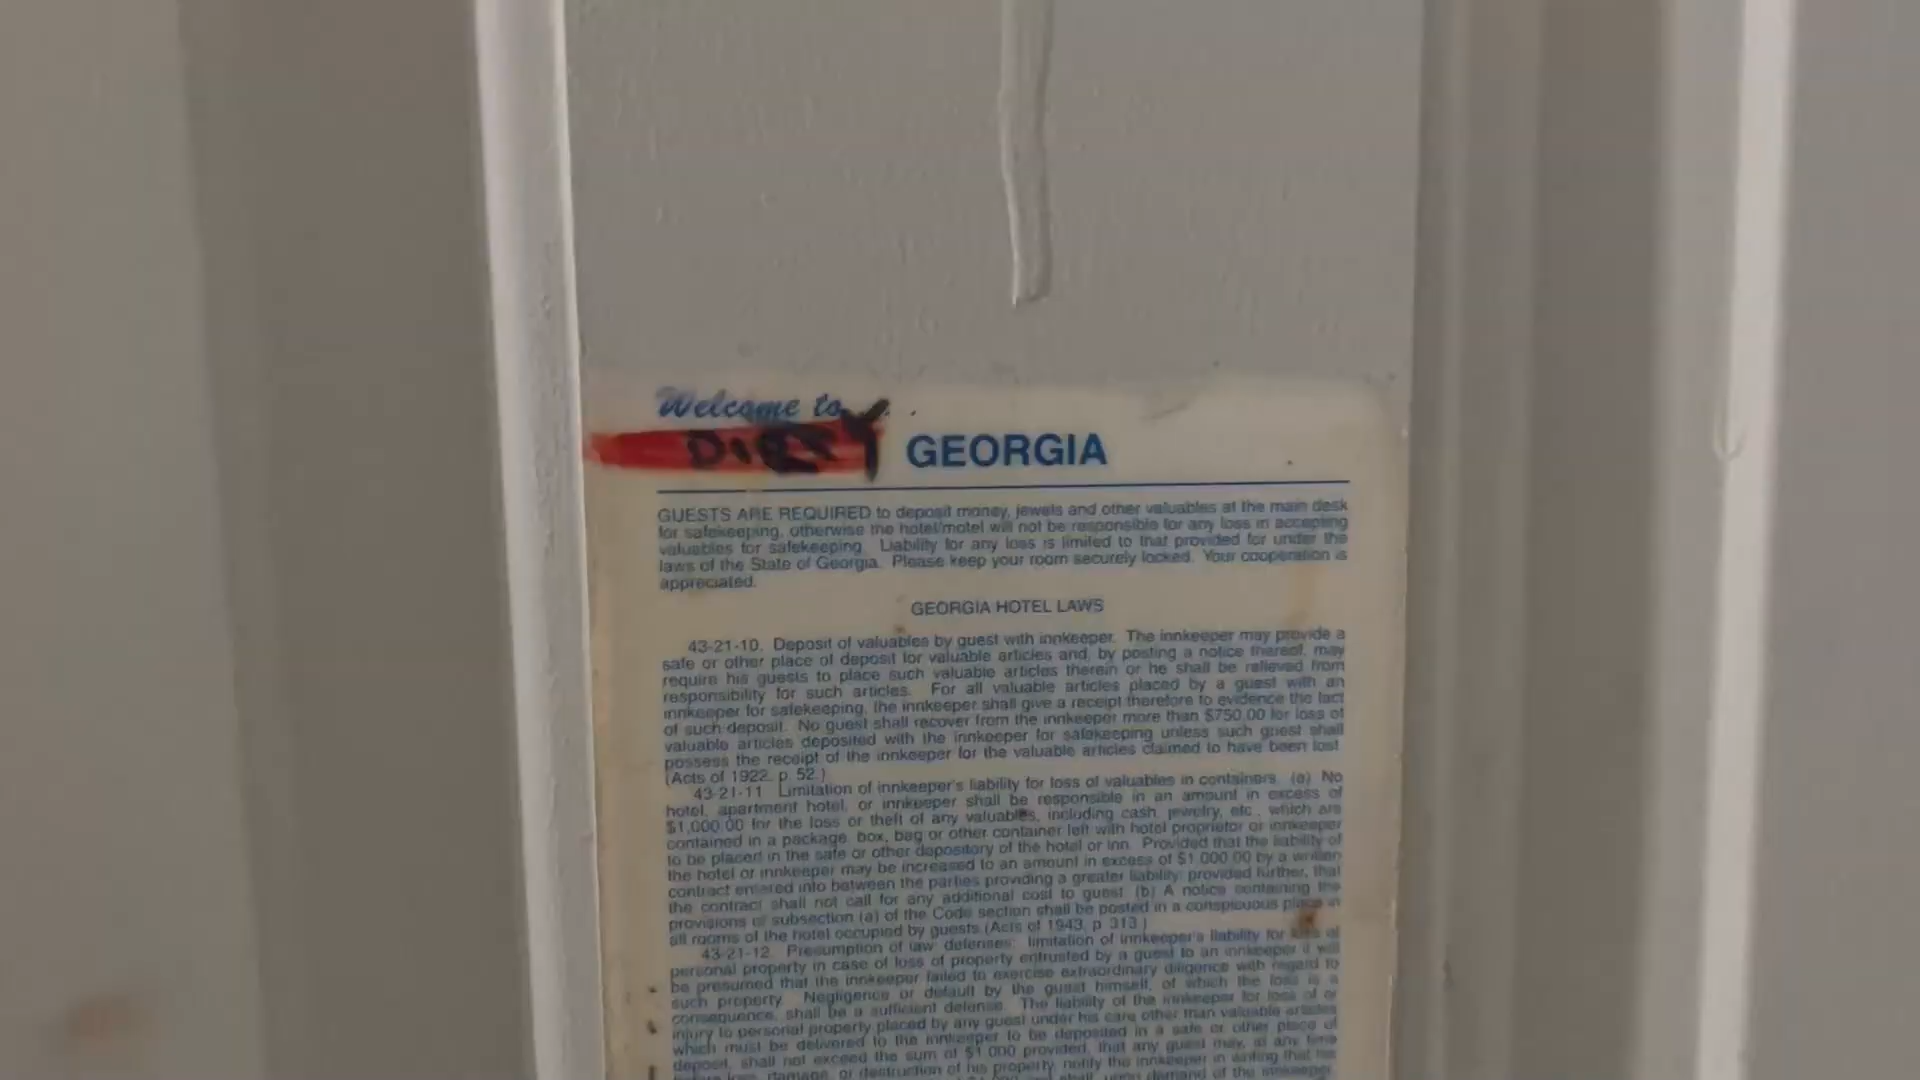 Welcome to
DIRTY GEORGIA
GUESTS ARE REQUIRED to deposit money, jewels and other valuables at the main desk
for safekeeping, otherwise the hotel/motel will not be responsible for any loss in accepting
valuables for safekeeping. Liability for any loss is limited to that provided for under the
laws of the State of Georgia. Please keep your room securely locked. Your cooperation is
appreciated.
GEORGIA HOTEL LAWS
43-21-10. Deposit of valuables by guest with innkeeper. The innkeeper may provide a
safe or other place of deposit for valuable articles and, by posting a notice thereof, may
require his guests to place such valuable articles therein or he shall be relieved from
responsibility for such articles. For all valuable articles placed by a guest with an
innkeeper for safekeeping, the innkeeper shall give a receipt therefore to evidence the fact
of such deposit. No guest shall recover from the innkeeper more than $750.00 for loss of
valuable articles deposited with the innkeeper for safekeeping unless such guest shall
possess the receipt of the innkeeper for the valuable articles claimed to have been lost.
(Acts of 1922, p. 52.)
43-21-11. Limitation of innkeeper's liability for loss of valuables in containers. (a) No
hotel, apartment hotel, or innkeeper shall be responsible in an amount in excess of
$1,000.00 for the loss or theft of any valuables, including cash, jewelry, etc., which are
contained in a package, box, bag or other container left with hotel proprietor or innkeeper
to be placed in the safe or other depository of the hotel or inn. Provided that the liability of
the hotel or innkeeper may be increased to an amount in excess of $1,000.00 by a written
contract entered into between the parties providing a greater liability; provided further, that
the contract shall not call for any additional cost to guest. (b) A notice containing the
provisions of subsection (a) of the Code section shall be posted in a conspicuous place in
all rooms of the hotel occupied by guests.(Acts of 1943, p. 313.)
43-21-12. Presumption of law: defenses: limitation of innkeeper's liability for loss of
personal property in case of loss of property entrusted by a guest to an innkeeper it will
be presumed that the innkeeper failed to exercise extraordinary diligence with regard to
such property. Negligence or default by the guest himself, of which the loss is a
consequence, shall be a sufficient defense. The liability of the innkeeper for loss of or
injury to personal property placed by any guest under his care other than valuable articles
which must be delivered to the innkeeper to be deposited in a safe or other place of
deposit, shall not exceed the sum of $1,000 provided, that any guest may, at any time
before loss, damage, or destruction of his property, notify the innkeeper in writing that his
shall, upon demand of the innkeeper,